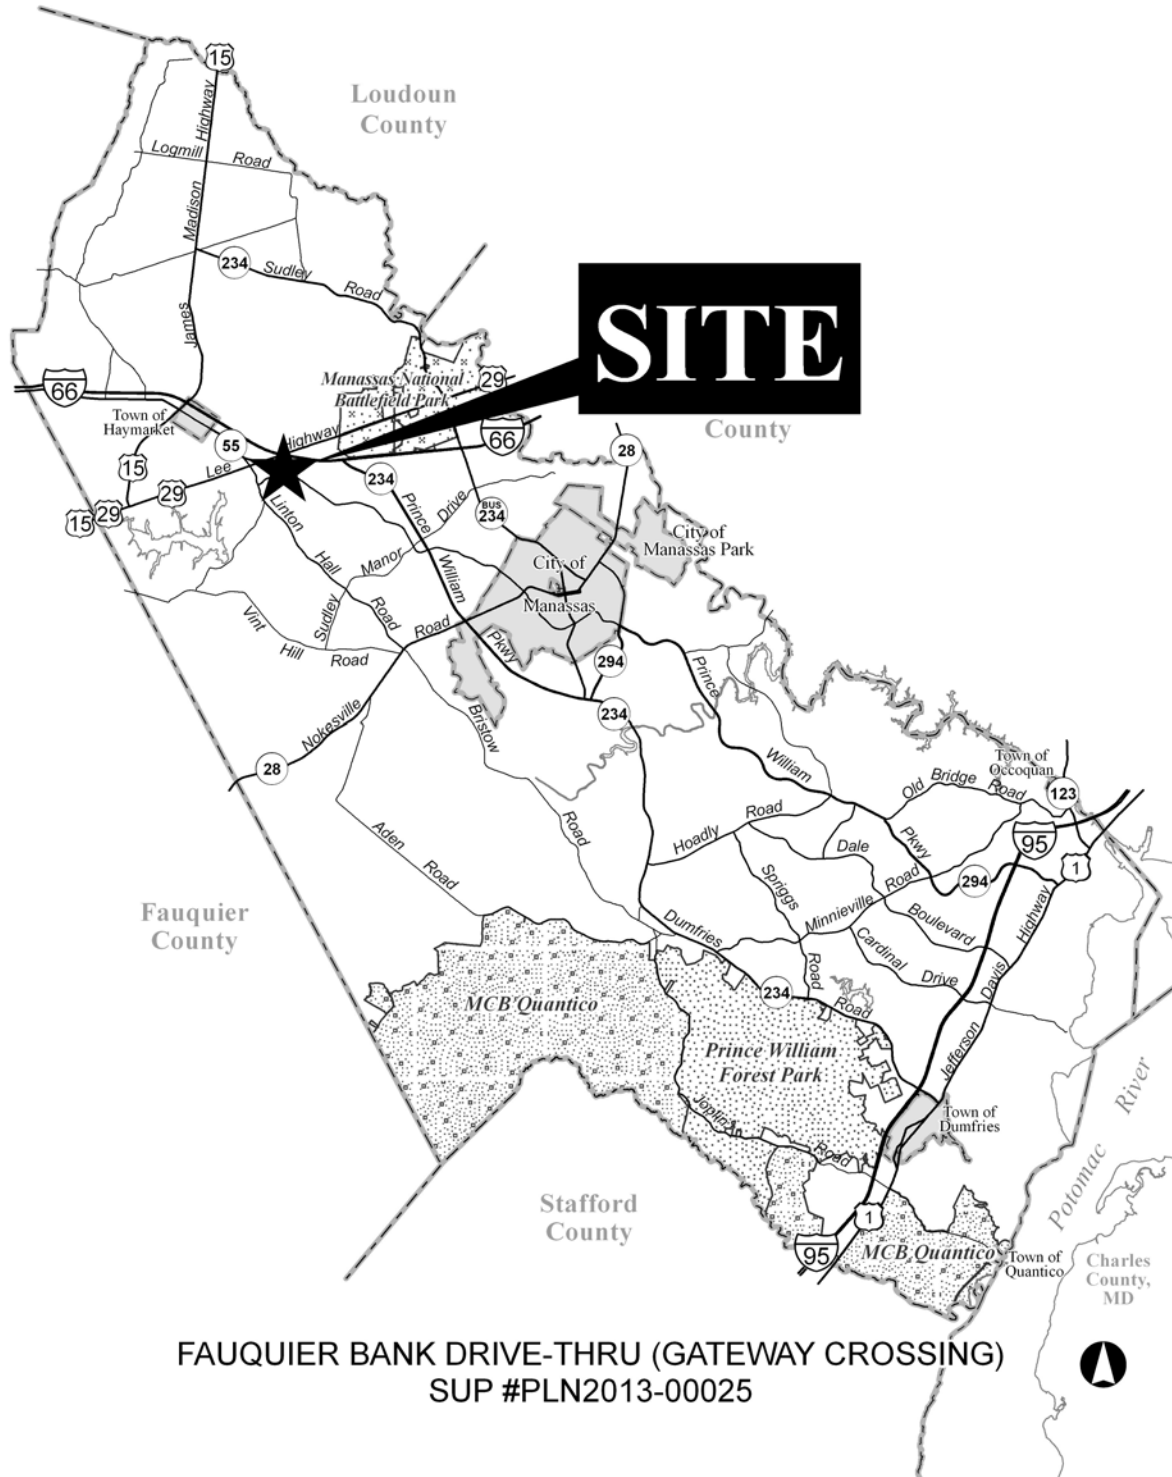 15
Loudoun
County
Highway
Logmill
Road
Madison
234
Sudley
Road
James
SITE
66
Manassas National
Battlefield Park
29
Town of
Haymarket
County
55
Highway
66
28
15
Lee
234
29
Linton
Prince
Drive
BUS
234
15
29
City of
Manassas Park
Hall
Manor
William
City of
Manassas
Vint
Sudley
Road
Road
Hill
Road
Pkwy
294
Prince
Bristow
234
Nokesville
28
William
Town of
Occoquan
Old
Bridge
Road
123
Aden
Road
Road
Hoadly
Road
Dale
Pkwy
95
1
Spriggs
Road
294
Fauquier
County
Dumfries
Minnieville
Boulevard
Highway
Cardinal
Drive
Davis
MCB Quantico
234
Road
Road
Prince William
Forest Park
Jefferson
River
Joplin
Road
Town of
Dumfries
Potomac
Stafford
County
1
95
MCB Quantico
Town of
Quantico
Charles
County,
MD
FAUQUIER BANK DRIVE-THRU (GATEWAY CROSSING)
SUP #PLN2013-00025